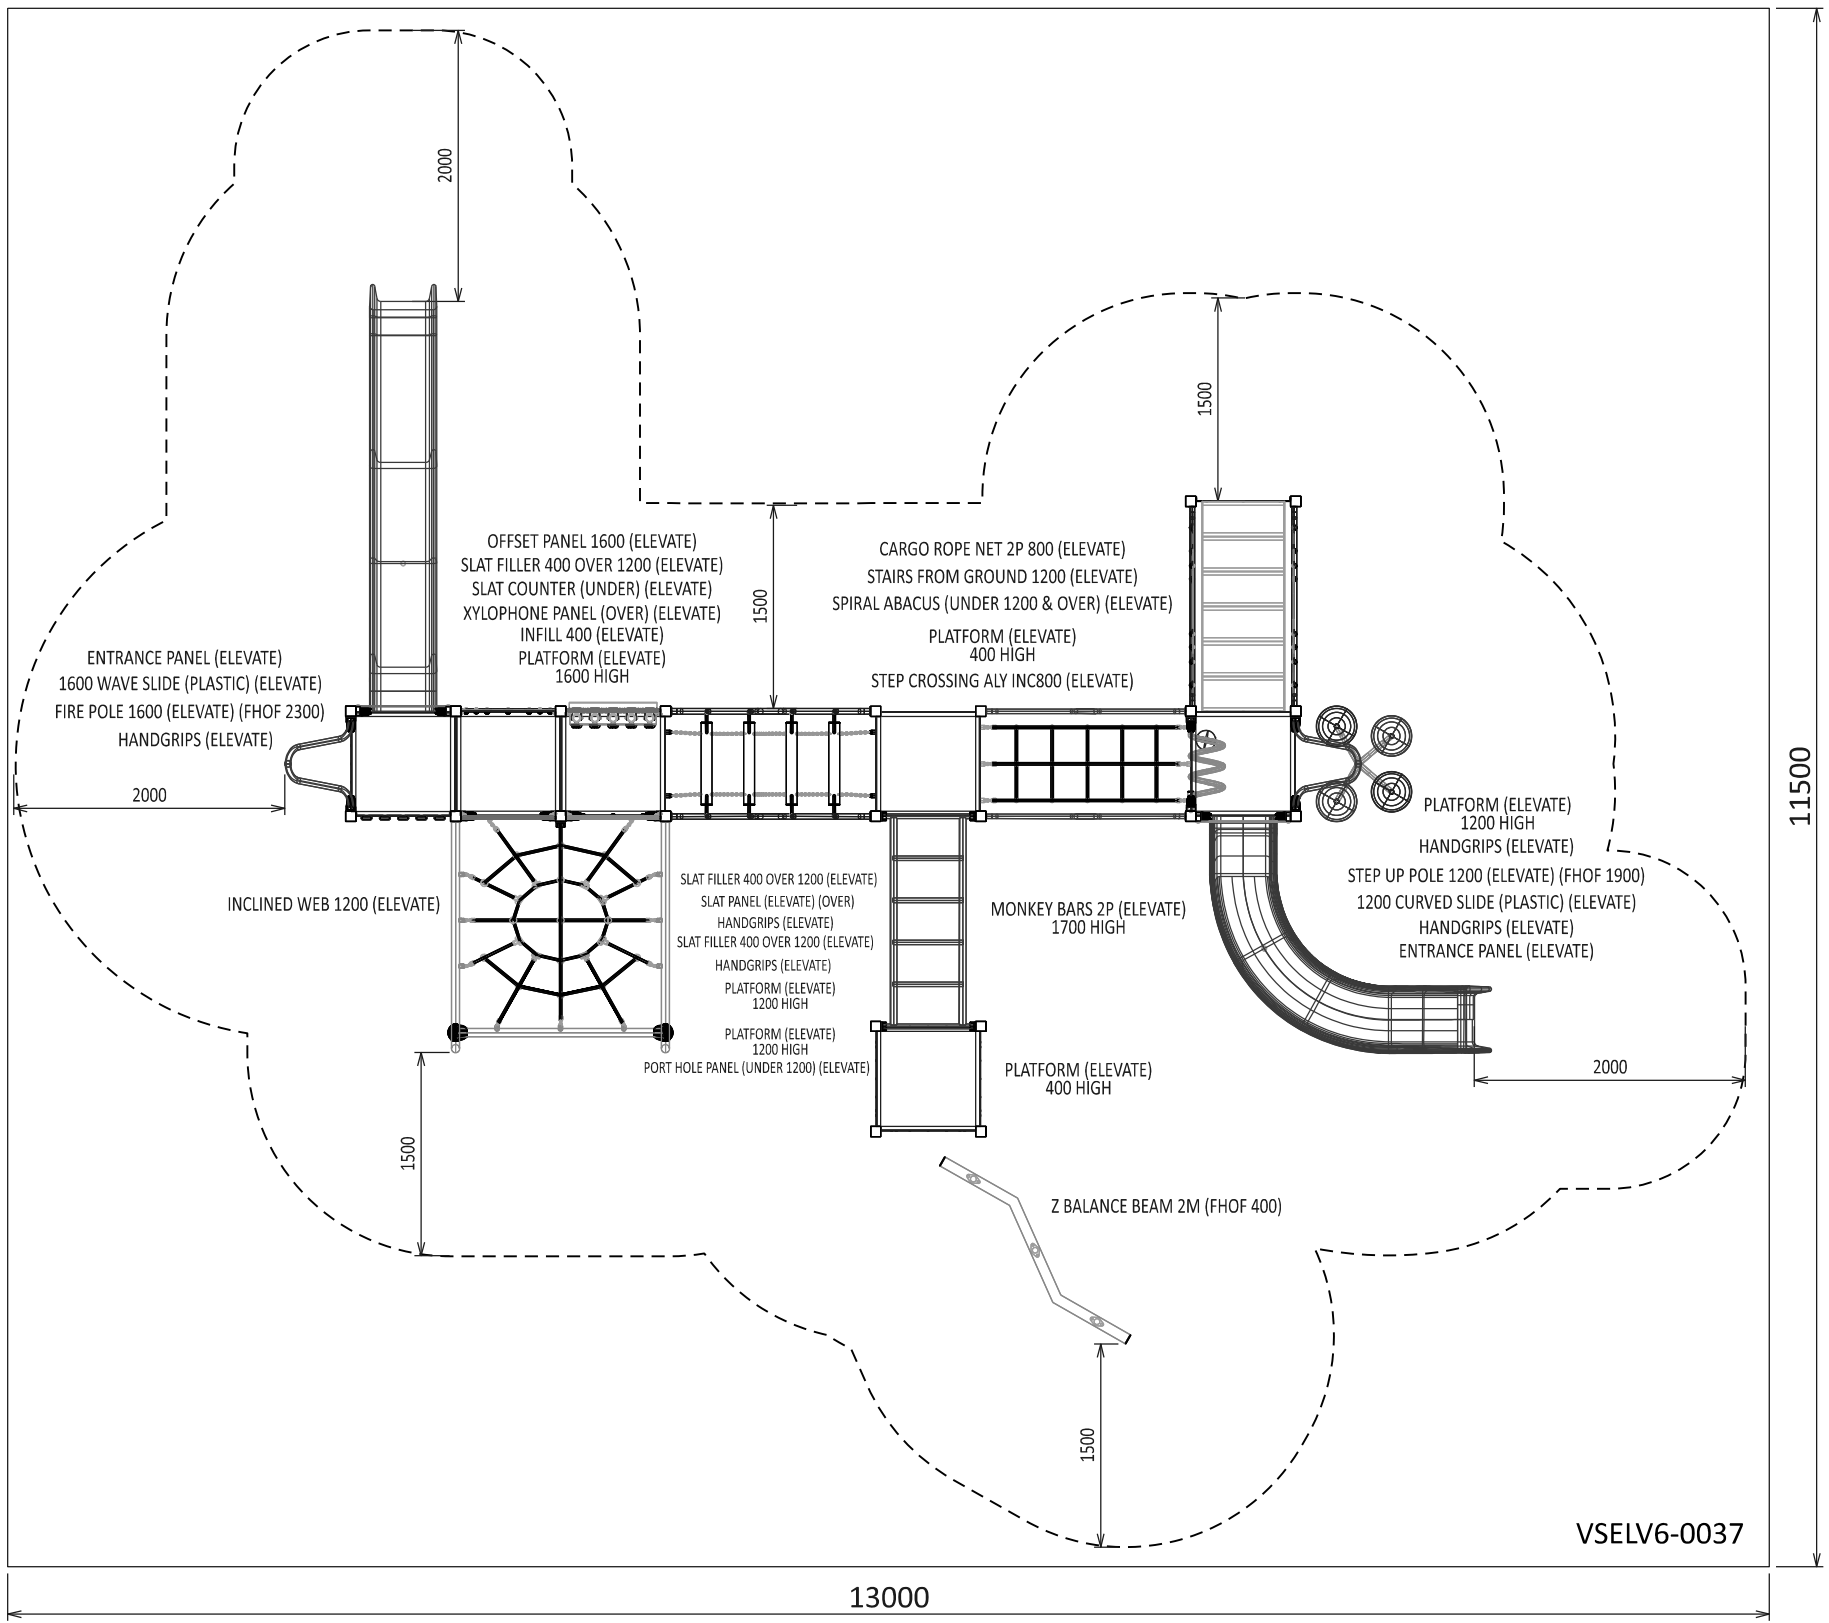 2000
1500
OFFSET PANEL 1600 (ELEVATE)
SLAT FILLER 400 OVER 1200 (ELEVATE)
SLAT COUNTER (UNDER) (ELEVATE)
XYLOPHONE PANEL (OVER) (ELEVATE)
INFILL 400 (ELEVATE)
PLATFORM (ELEVATE)
1600 HIGH
1500
CARGO ROPE NET 2P 800 (ELEVATE)
STAIRS FROM GROUND 1200 (ELEVATE)
SPIRAL ABACUS (UNDER 1200 & OVER) (ELEVATE)
PLATFORM (ELEVATE)
400 HIGH
STEP CROSSING ALY INC800 (ELEVATE)
ENTRANCE PANEL (ELEVATE)
1600 WAVE SLIDE (PLASTIC) (ELEVATE)
FIRE POLE 1600 (ELEVATE) (FHOF 2300)
HANDGRIPS (ELEVATE)
2000
11500
PLATFORM (ELEVATE)
1200 HIGH
HANDGRIPS (ELEVATE)
STEP UP POLE 1200 (ELEVATE) (FHOF 1900)
1200 CURVED SLIDE (PLASTIC) (ELEVATE)
HANDGRIPS (ELEVATE)
ENTRANCE PANEL (ELEVATE)
INCLINED WEB 1200 (ELEVATE)
SLAT FILLER 400 OVER 1200 (ELEVATE)
SLAT PANEL (ELEVATE) (OVER)
HANDGRIPS (ELEVATE)
SLAT FILLER 400 OVER 1200 (ELEVATE)
HANDGRIPS (ELEVATE)
PLATFORM (ELEVATE)
1200 HIGH
PLATFORM (ELEVATE)
1200 HIGH
PORT HOLE PANEL (UNDER 1200) (ELEVATE)
MONKEY BARS 2P (ELEVATE)
1700 HIGH
PLATFORM (ELEVATE)
400 HIGH
2000
1500
Z BALANCE BEAM 2M (FHOF 400)
1500
VSELV6-0037
13000